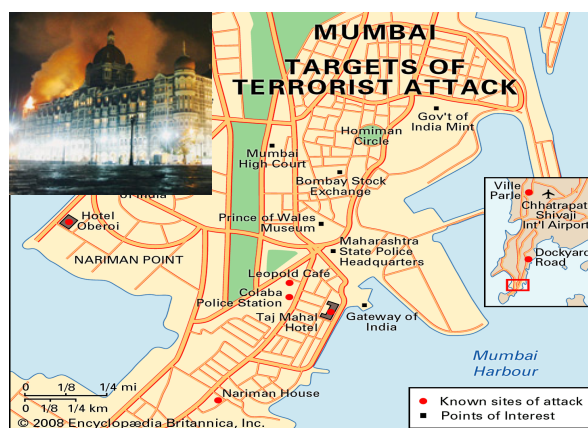 MUMBAI
TARGETS OF
TERRORIST ATTACK
Gov't of
India Mint
Horniman
Circle
Mumbai
High Court
Bombay Stock
Exchange
of India
Hotel
Oberoi
Prince of Wales
Museum
NARIMAN POINT
Maharashtra
State Police
Headquarters
Leopold Café
Colaba
Police Station
Taj Mahal
Hotel
Gateway of
India
Nariman House
Ville
Parle
Chhatrapati
Shivaji
Int'l Airport
Dockyard
Road
Mumbai
Harbour
0 1/8 1/4 mi
0 1/8 1/4 km
© 2008 Encyclopædia Britannica, Inc.
Known sites of attack
Points of Interest